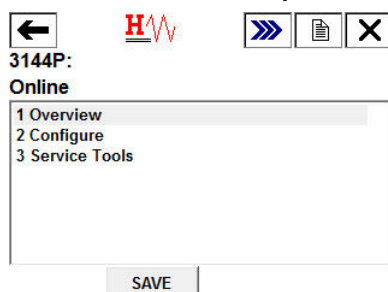 H
3144P:
Online
1 Overview
2 Configure
3 Service Tools
SAVE